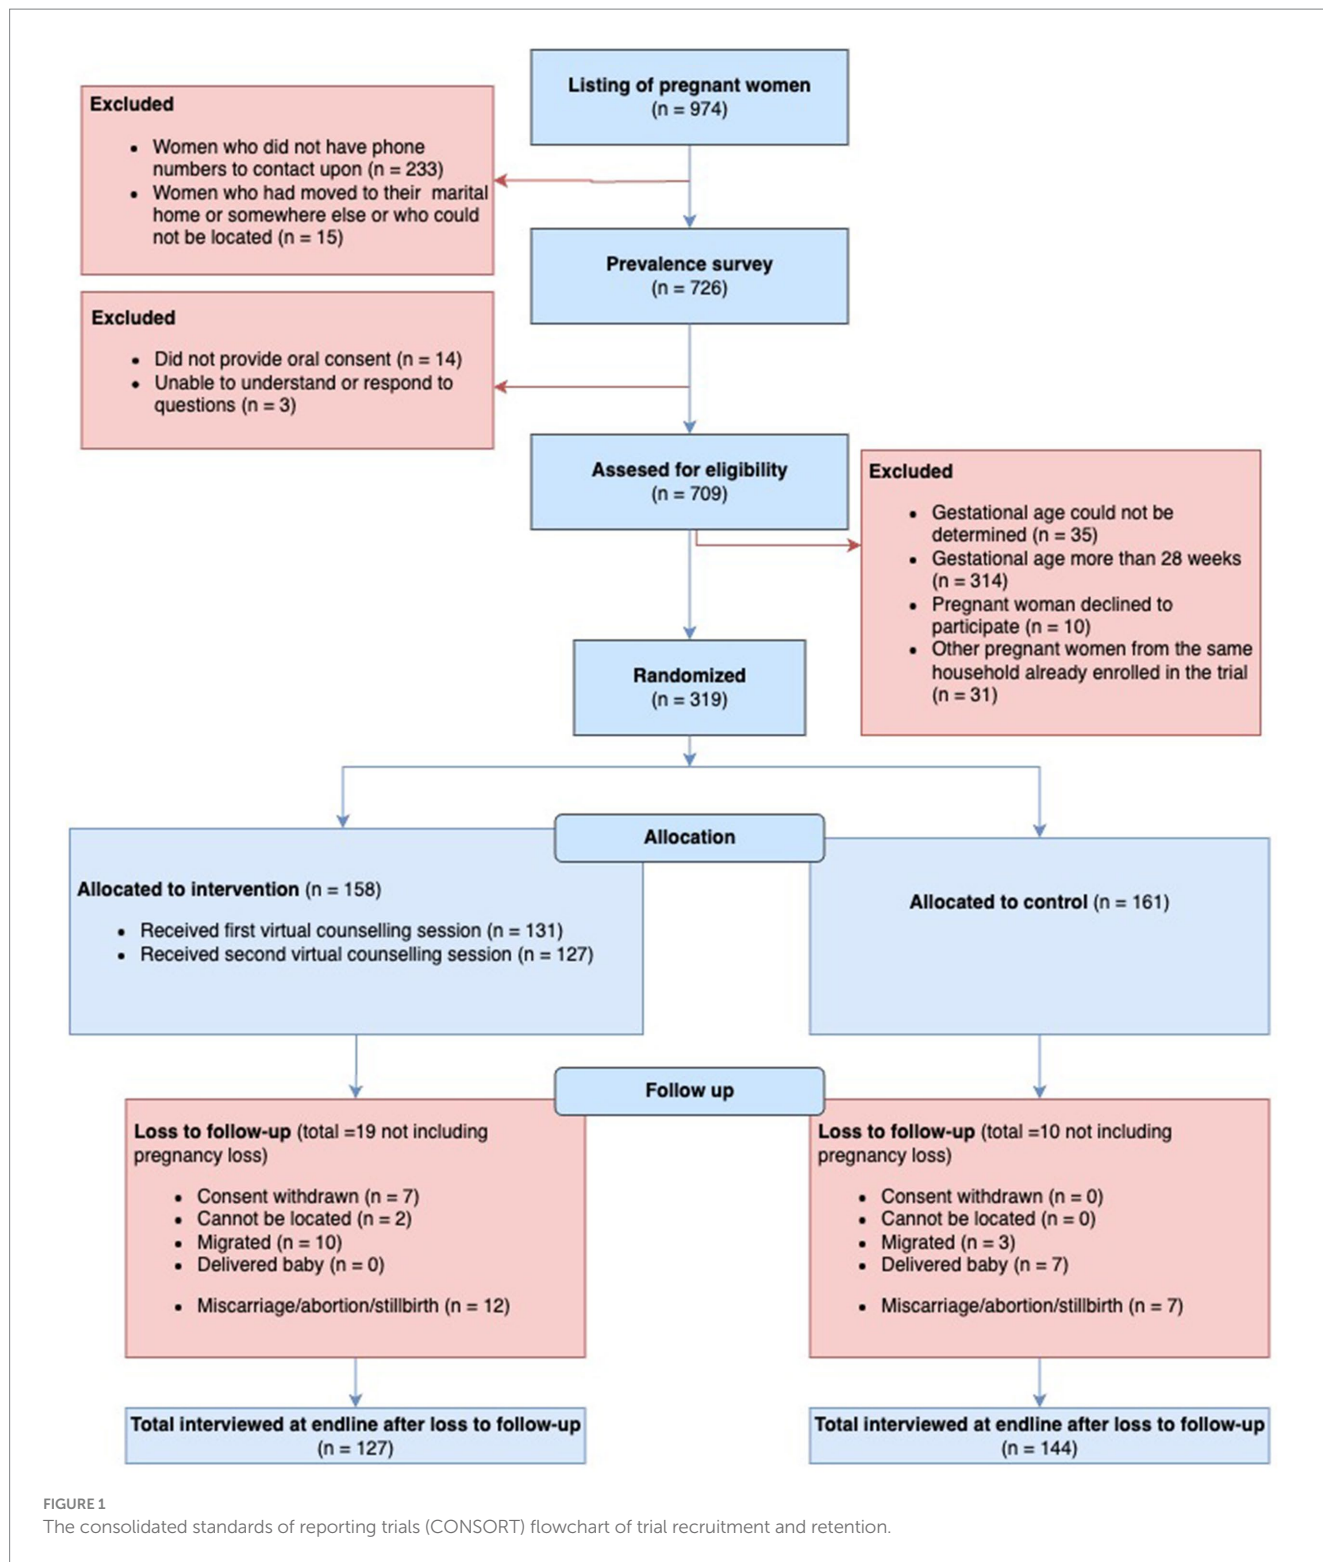 Listing of pregnant women
(n = 974)
Excluded
• Women who did not have phone
numbers to contact upon (n = 233)
• Women who had moved to their marital
home or somewhere else or who could
not be located (n = 15)
Prevalence survey
(n = 726)
Excluded
• Did not provide oral consent (n = 14)
• Unable to understand or respond to
questions (n = 3)
Assesed for eligibility
(n = 709)
Excluded
• Gestational age could not be
determined (n = 35)
• Gestational age more than 28 weeks
(n = 314)
• Pregnant woman declined to
participate (n = 10)
• Other pregnant women from the same
household already enrolled in the trial
(n = 31)
Randomized
(n = 319)
Allocation
Allocated to intervention (n = 158)
• Received first virtual counselling session (n = 131)
• Received second virtual counselling session (n = 127)
Allocated to control (n = 161)
Follow up
Loss to follow-up (total =19 not including
pregnancy loss)
• Consent withdrawn (n = 7)
• Cannot be located (n = 2)
• Migrated (n = 10)
• Delivered baby (n = 0)
• Miscarriage/abortion/stillbirth (n = 12)
Loss to follow-up (total =10 not including
pregnancy loss)
• Consent withdrawn (n = 0)
• Cannot be located (n = 0)
• Migrated (n = 3)
• Delivered baby (n = 7)
• Miscarriage/abortion/stillbirth (n = 7)
Total interviewed at endline after loss to follow-up
(n = 127)
Total interviewed at endline after loss to follow-up
(n = 144)
FIGURE 1
The consolidated standards of reporting trials (CONSORT) flowchart of trial recruitment and retention.